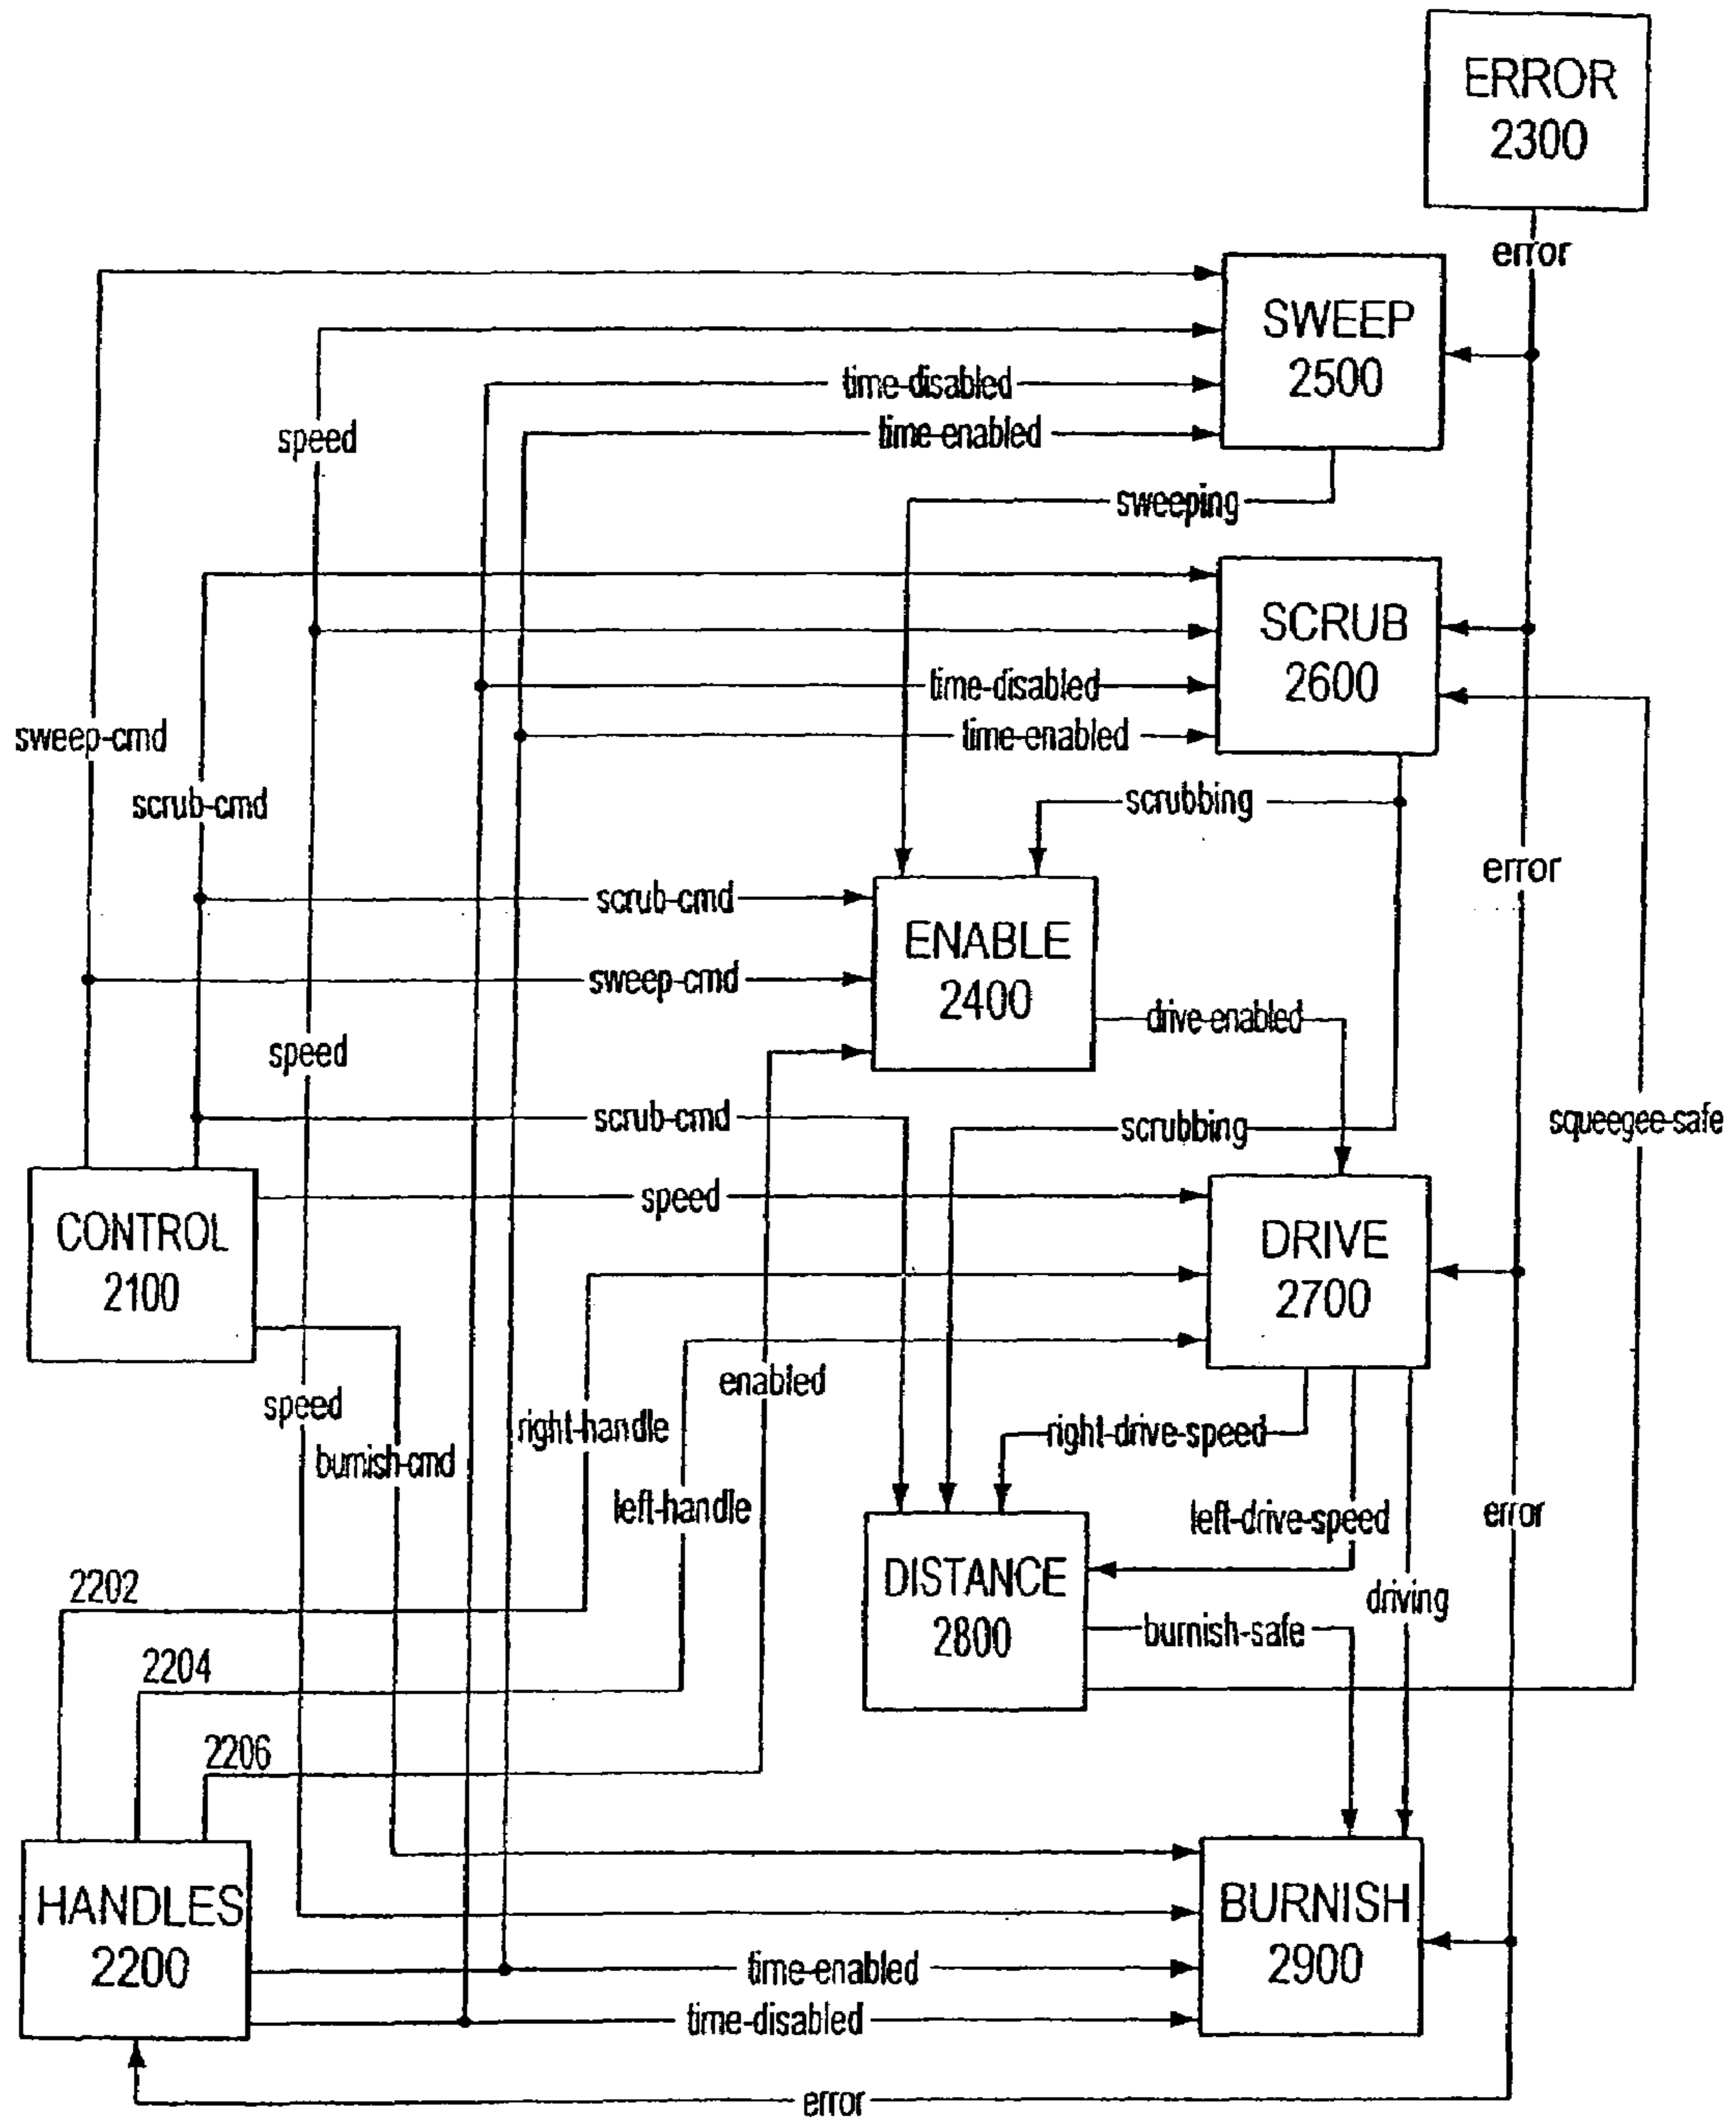 ERROR
2300
error
SWEEP
2500
time-disabled
speed
time-enabled
sweeping
SCRUB
2600
time-disabled
sweep-cmd
time-enabled
scrub-cmd
scrubbing
error
scrub-cmd
ENABLE
2400
sweep-cmd
drive-enabled
speed
scrub-cmd
scrubbing
squeegee-safe
speed
CONTROL
2100
DRIVE
2700
enabled
speed
right-handle
right-drive-speed
burnish-cmd
left-handle
left-drive-speed
error
DISTANCE
2800
2202
driving
burnish-safe
2204
2206
HANDLES
2200
BURNISH
2900
time-enabled
time-disabled
error